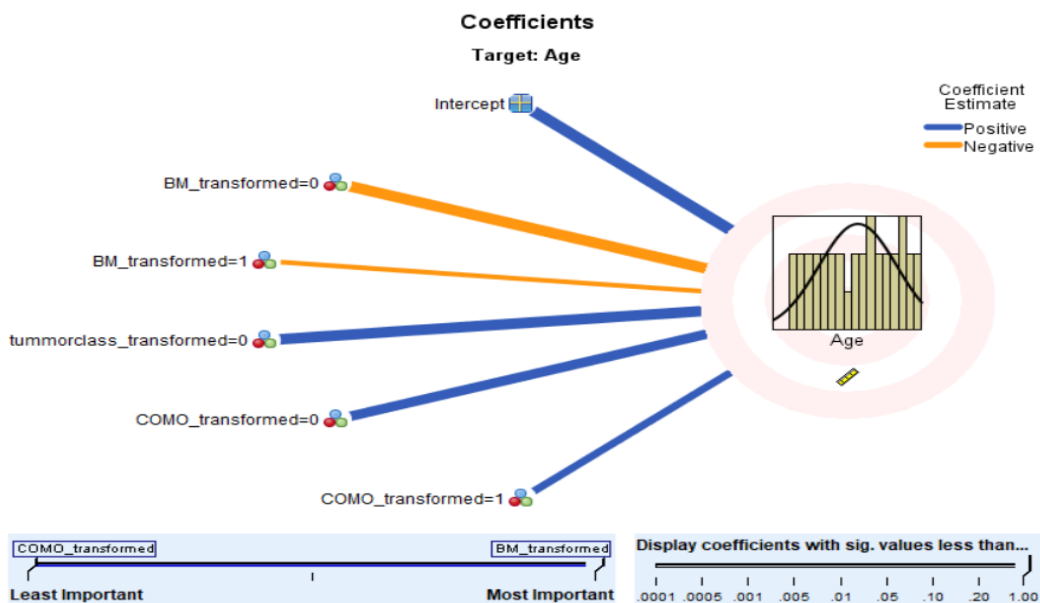 Coefficients
Target: Age
Coefficient
Estimate
Positive
Negative
Intercept
BM_transformed=0
BM_transformed=1
tummorclass_transformed=0
COMO_transformed=0
COMO_transformed=1
Age
COMO_transformed BM_transformed
Least Important Most Important
Display coefficients with sig. values less than...
.0001 .0005 .001 .005 .01 .05 .10 .20 1.00